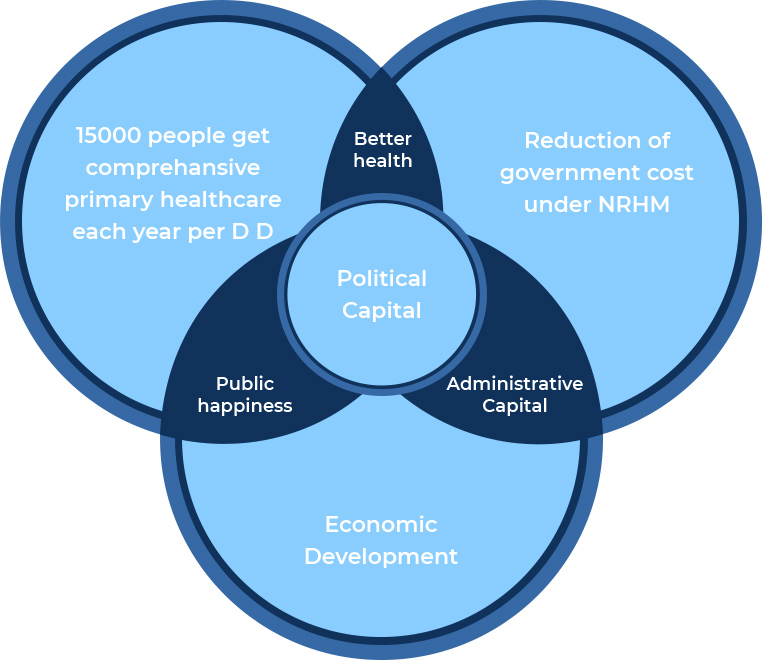 15000 people get
comprehansive
primary healthcare
each year per D D
Better
health
Reduction of
government cost
under NRHM
Political
Capital
Public
happiness
Administrative
Capital
Economic
Development